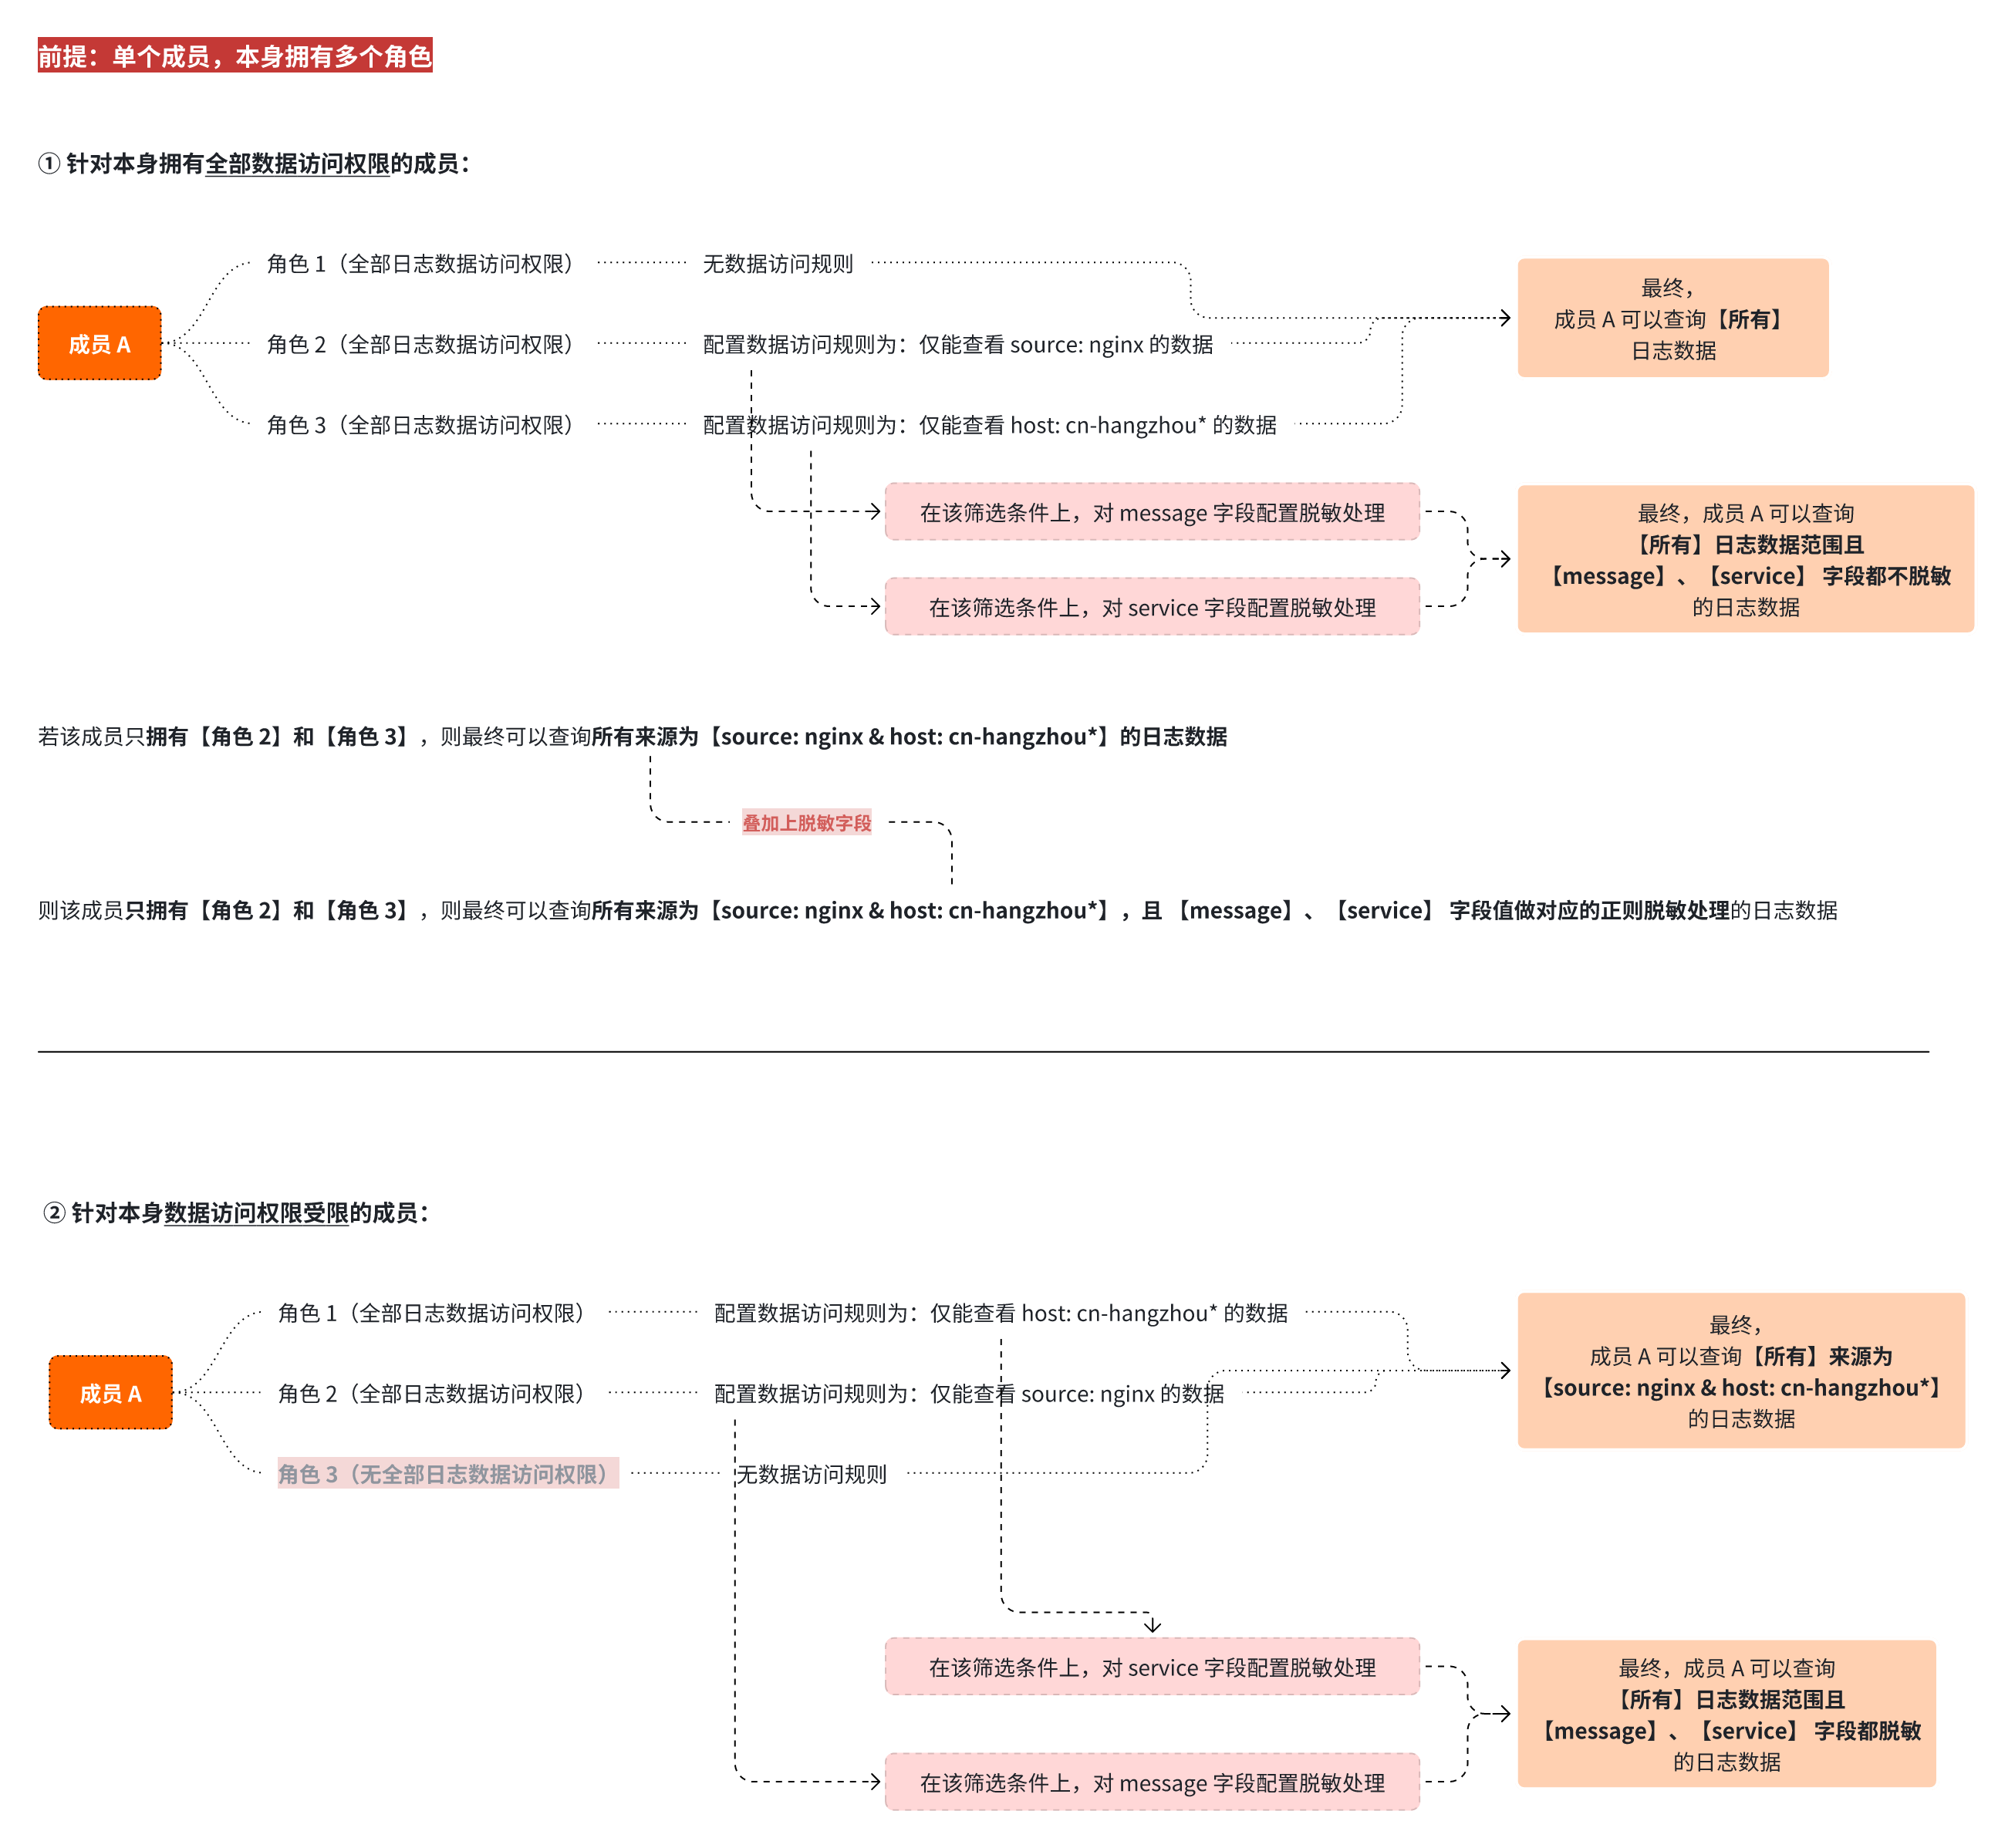 前提：单个成员，本身拥有多个角色
① 针对本身拥有全部数据访问权限的成员：
角色 1（全部日志数据访问权限）
无数据访问规则
成员 A
角色 2（全部日志数据访问权限）
配置数据访问规则为：仅能查看 source: nginx 的数据
角色 3（全部日志数据访问权限）
配置数据访问规则为：仅能查看 host: cn-hangzhou* 的数据
最终，
成员 A 可以查询【所有】
日志数据
在该筛选条件上，对 message 字段配置脱敏处理
在该筛选条件上，对 service 字段配置脱敏处理
最终，成员 A 可以查询
【所有】日志数据范围且
【message】、【service】 字段都不脱敏
的日志数据
若该成员只拥有【角色 2】和【角色 3】，则最终可以查询所有来源为【source: nginx & host: cn-hangzhou*】的日志数据
叠加上脱敏字段
则该成员只拥有【角色 2】和【角色 3】，则最终可以查询所有来源为【source: nginx & host: cn-hangzhou*】，且 【message】、【service】 字段值做对应的正则脱敏处理的日志数据
② 针对本身数据访问权限受限的成员：
角色 1（全部日志数据访问权限）
配置数据访问规则为：仅能查看 host: cn-hangzhou* 的数据
成员 A
角色 2（全部日志数据访问权限）
配置数据访问规则为：仅能查看 source: nginx 的数据
角色 3（无全部日志数据访问权限）
无数据访问规则
最终，
成员 A 可以查询【所有】来源为
【source: nginx & host: cn-hangzhou*】
的日志数据
在该筛选条件上，对 service 字段配置脱敏处理
在该筛选条件上，对 message 字段配置脱敏处理
最终，成员 A 可以查询
【所有】日志数据范围且
【message】、【service】 字段都脱敏
的日志数据